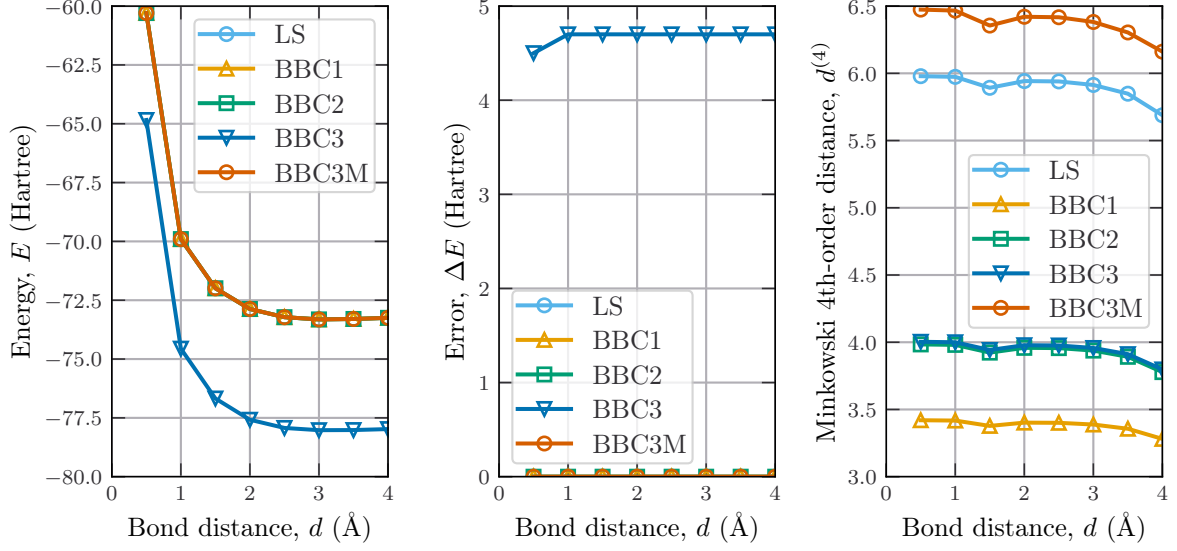 −60.0
−62.5
−65.0
−67.5
−70.0
−72.5
−75.0
−77.5
−80.0
0 1 2 3 4
Energy, E (Hartree)
Bond distance, d (Å)
LS
BBC1
BBC2
BBC3
BBC3M
5
4
3
2
1
0
0 1 2 3 4
Error, ΔE (Hartree)
Bond distance, d (Å)
LS
BBC1
BBC2
BBC3
BBC3M
6.5
6.0
5.5
5.0
4.5
4.0
3.5
3.0
0 1 2 3 4
Minkowski 4th-order distance, d⁽⁴⁾
Bond distance, d (Å)
LS
BBC1
BBC2
BBC3
BBC3M